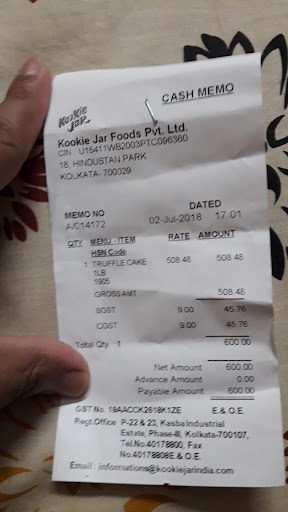 CASH MEMO
Kookie
Jar
Kookie Jar Foods Pvt. Ltd.
CIN : U15411WB2003PTC096360
18, HINDUSTAN PARK
KOLKATA- 700029
MEMO NO DATED
A/C14172 02-Jul-2018 17.01
QTY MENU - ITEM RATE AMOUNT
HSN Code
1 TRUFFLE CAKE 508.48 508.48
1LB
1905
GROSS AMT 508.48
SGST 9.00 45.76
CGST 9.00 45.76
Total Qty 1 600.00
Net Amount 600.00
Advance Amount 0.00
Payable Amount 600.00
GST No. 19AACCK2618K1ZE E.& O.E.
Regt.Office P-22 & 23, Kasba Industrial
Estate, Phase-III, Kolkata-700107,
Tel.No.40178800, Fax
No.40178808E.& O.E.
Email : informations@kookiejarindia.com